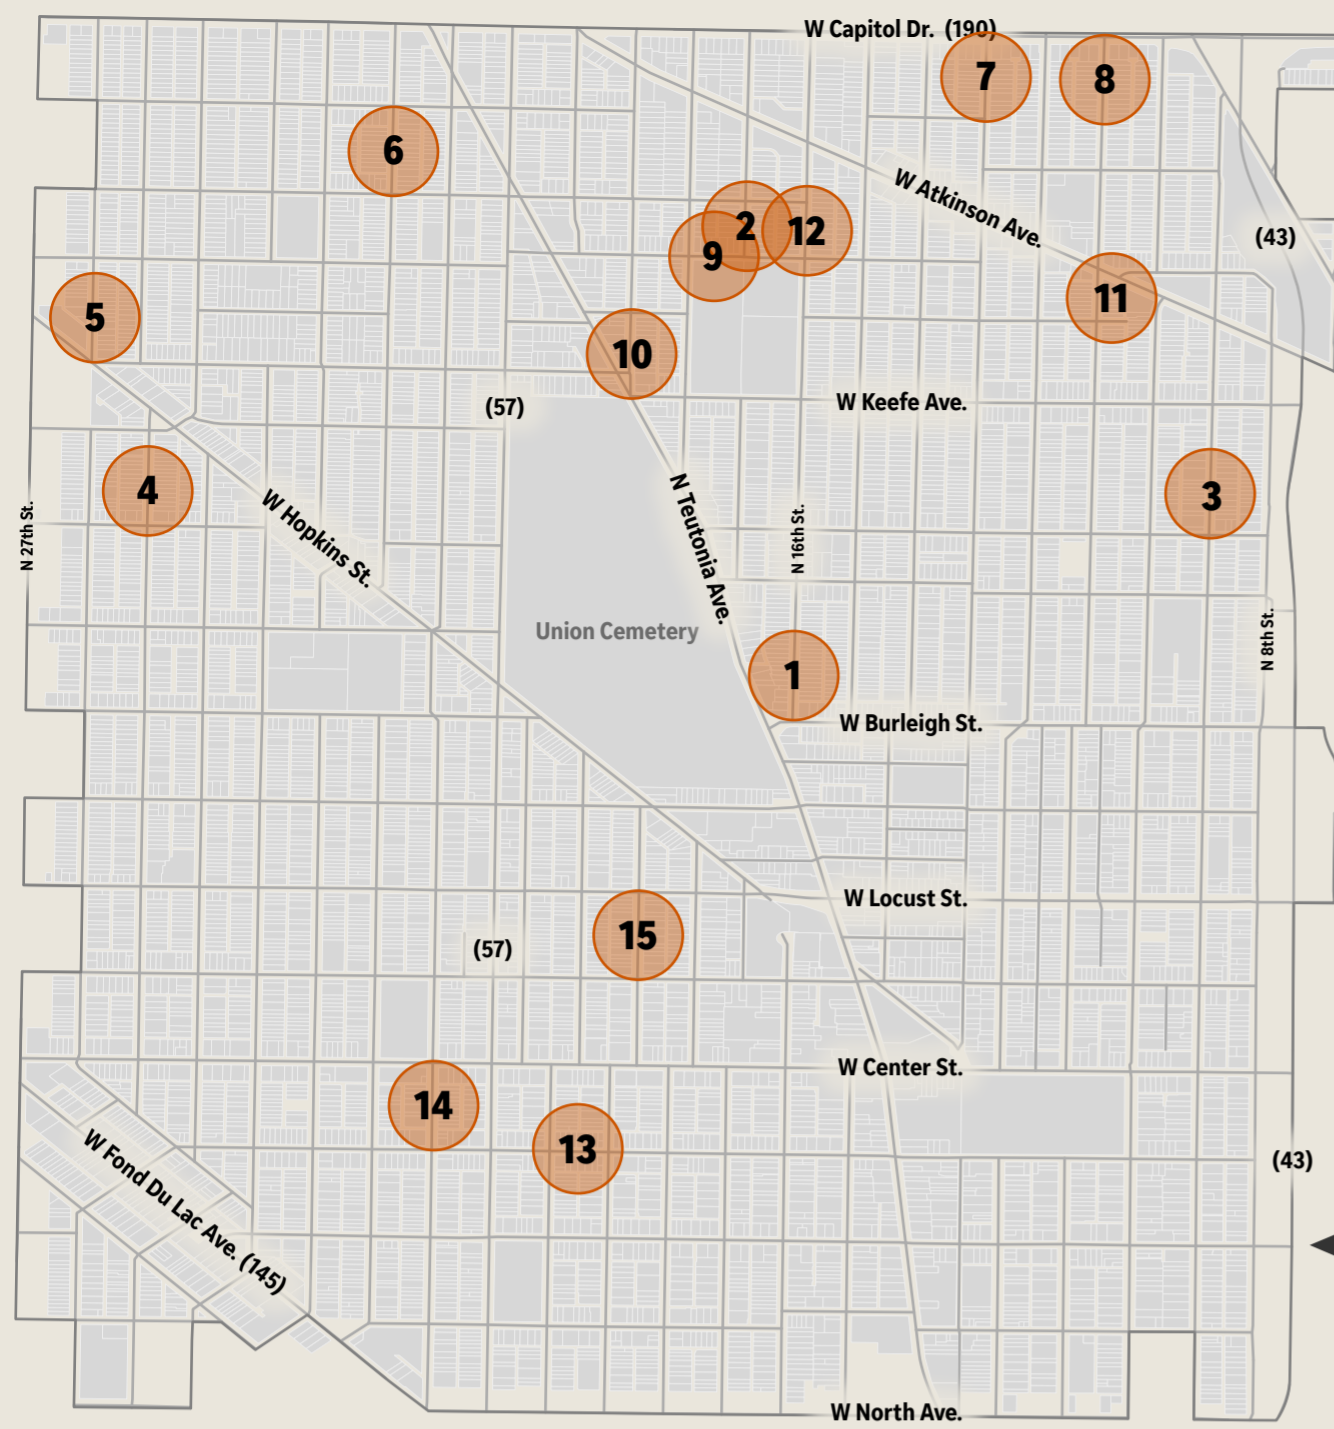 W Capitol Dr. (190)
7
8
6
W Atkinson Ave.
2
12
9
(43)
11
5
10
W Keefe Ave.
(57)
4
3
N 27th St.
W Hopkins St.
N Teutonia Ave.
N 16th St.
Union Cemetery
N 8th St.
1
W Burleigh St.
W Locust St.
15
(57)
W Center St.
14
13
W Fond Du Lac Ave. (145)
(43)
W North Ave.